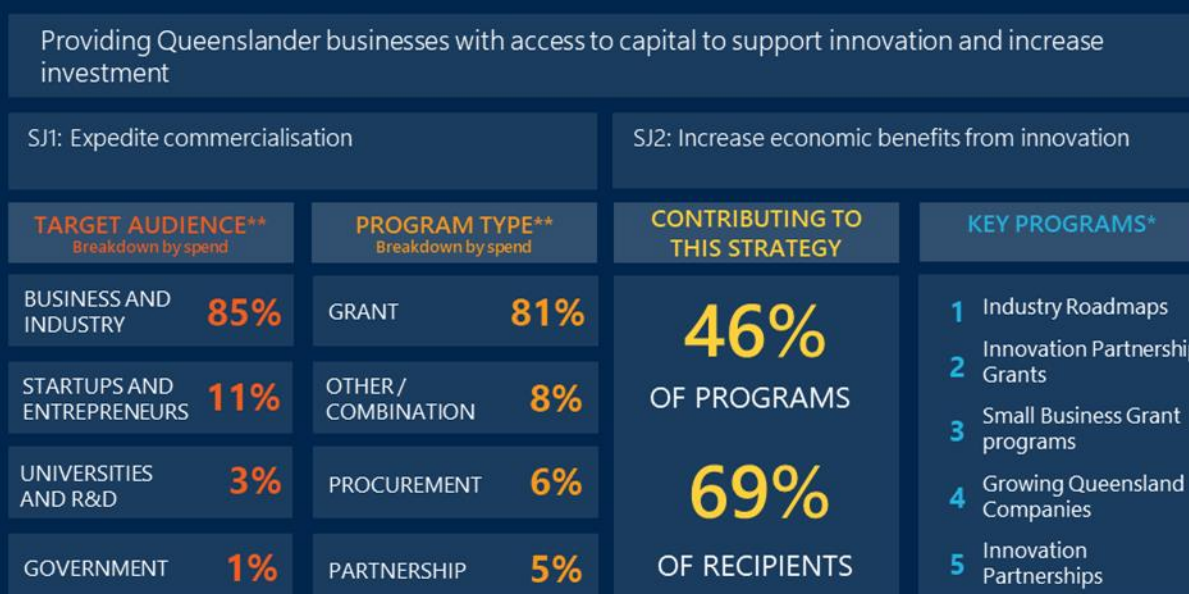 Providing Queenslander businesses with access to capital to support innovation and increase
investment
SJ1: Expedite commercialisation
SJ2: Increase economic benefits from innovation
TARGET AUDIENCE**
Breakdown by spend
BUSINESS AND
INDUSTRY
85%
STARTUPS AND
ENTREPRENEURS
11%
UNIVERSITIES
AND R&D
3%
GOVERNMENT
1%
PROGRAM TYPE**
Breakdown by spend
GRANT
81%
OTHER /
COMBINATION
8%
PROCUREMENT
6%
PARTNERSHIP
5%
CONTRIBUTING TO
THIS STRATEGY
46%
OF PROGRAMS
69%
OF RECIPIENTS
KEY PROGRAMS*
1 Industry Roadmaps
2 Innovation
Grants
3 Small Business Grant
programs
4 Growing Queensland
Companies
5 Innovation
Partnerships